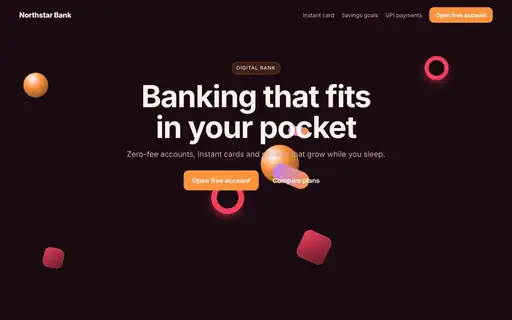 Northstar Bank
Instant card Savings goals UPI payments Open free account
DIGITAL BANK
Banking that fits
in your pocket
Zero-fee accounts, instant cards and that grow while you sleep.
Open free account Compare plans